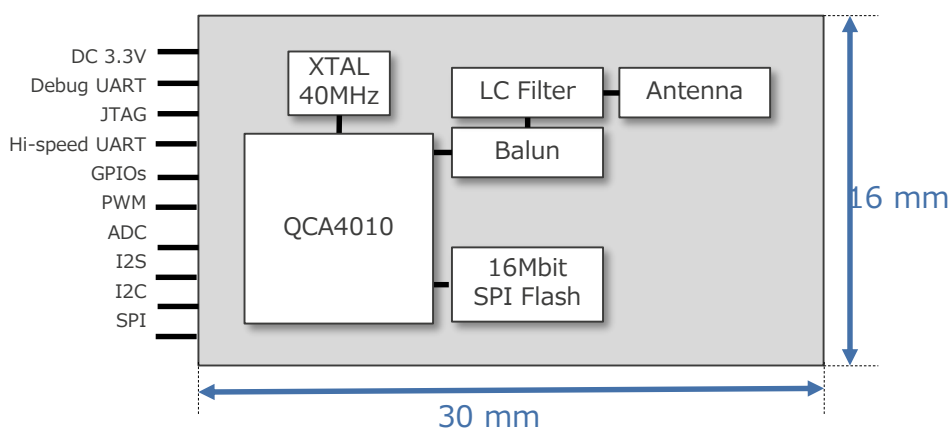 DC 3.3V
Debug UART
JTAG
Hi-speed UART
GPIOs
PWM
ADC
I2S
I2C
SPI
XTAL
40MHz
LC Filter
Antenna
Balun
QCA4010
16Mbit
SPI Flash
16 mm
30 mm